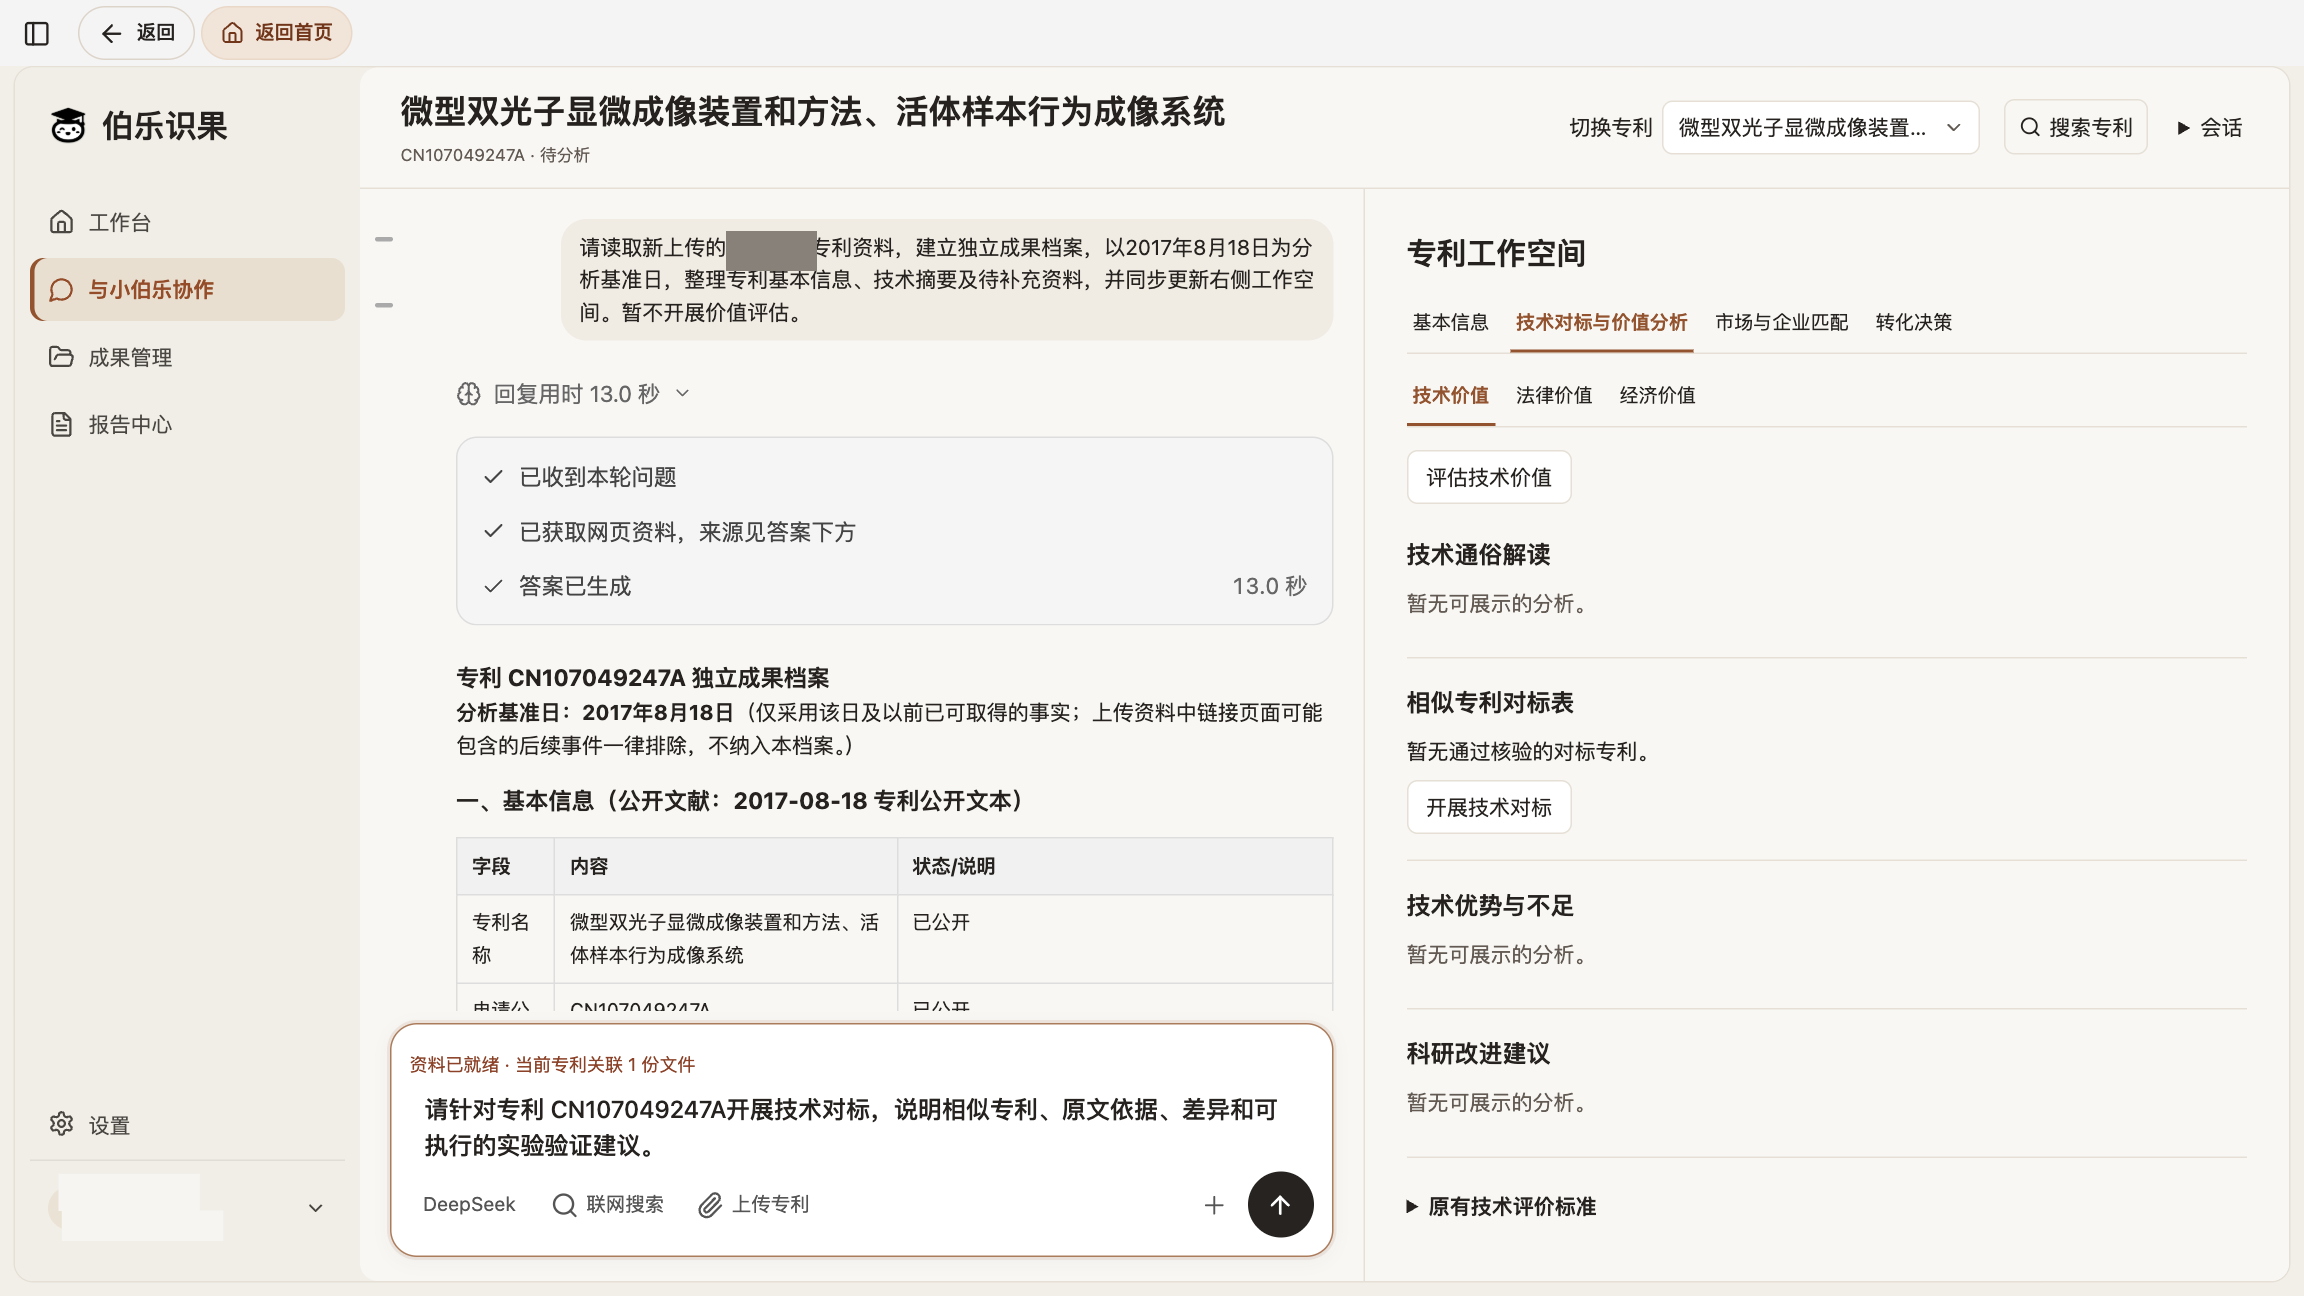 返回
返回首页
伯乐识果
工作台
与小伯乐协作
成果管理
报告中心
设置
微型双光子显微成像装置和方法、活体样本行为成像系统
CN107049247A · 待分析
切换专利
微型双光子显微成像装置...
搜索专利
▶ 会话
请读取新上传的
专利资料，建立独立成果档案，以2017年8月18日为分
析基准日，整理专利基本信息、技术摘要及待补充资料，并同步更新右侧工作空
间。暂不开展价值评估。
回复用时 13.0 秒
已收到本轮问题
已获取网页资料，来源见答案下方
答案已生成
13.0 秒
专利 CN107049247A 独立成果档案
分析基准日：2017年8月18日（仅采用该日及以前已可取得的事实；上传资料中链接页面可能
包含的后续事件一律排除，不纳入本档案。）
一、基本信息（公开文献：2017-08-18 专利公开文本）
字段 内容 状态/说明
专利名 微型双光子显微成像装置和方法、活 已公开
称 体样本行为成像系统
申请公 CN107049247A 已公开
资料已就绪 · 当前专利关联 1 份文件
请针对专利 CN107049247A开展技术对标，说明相似专利、原文依据、差异和可
执行的实验验证建议。
DeepSeek
联网搜索
上传专利
专利工作空间
基本信息 技术对标与价值分析 市场与企业匹配 转化决策
技术价值 法律价值 经济价值
评估技术价值
技术通俗解读
暂无可展示的分析。
相似专利对标表
暂无通过核验的对标专利。
开展技术对标
技术优势与不足
暂无可展示的分析。
科研改进建议
暂无可展示的分析。
▶ 原有技术评价标准